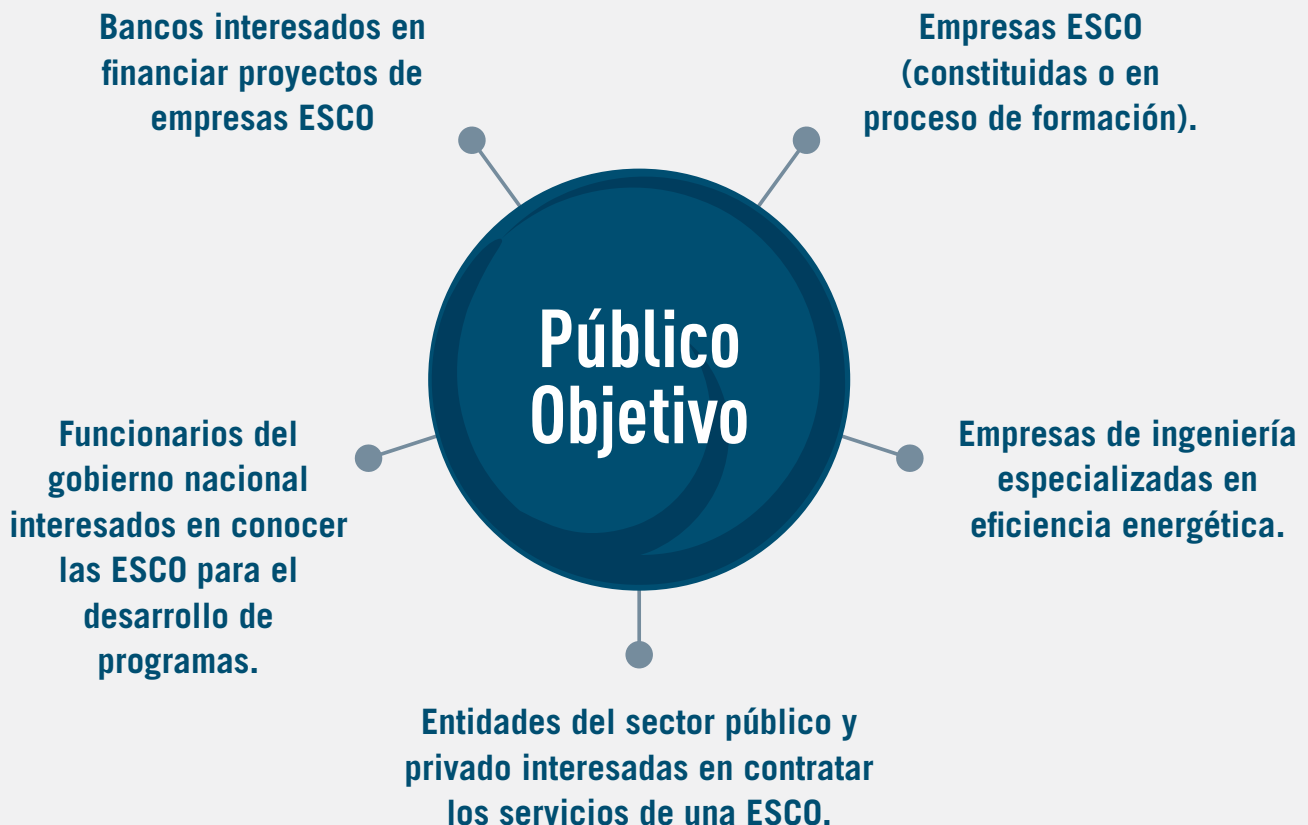 Bancos interesados en
financiar proyectos de
empresas ESCO
Empresas ESCO
(constituidas o en
proceso de formación).
Público
Objetivo
Funcionarios del
gobierno nacional
interesados en conocer
las ESCO para el
desarrollo de
programas.
Empresas de ingeniería
especializadas en
eficiencia energética.
Entidades del sector público y
privado interesadas en contratar
los servicios de una ESCO.